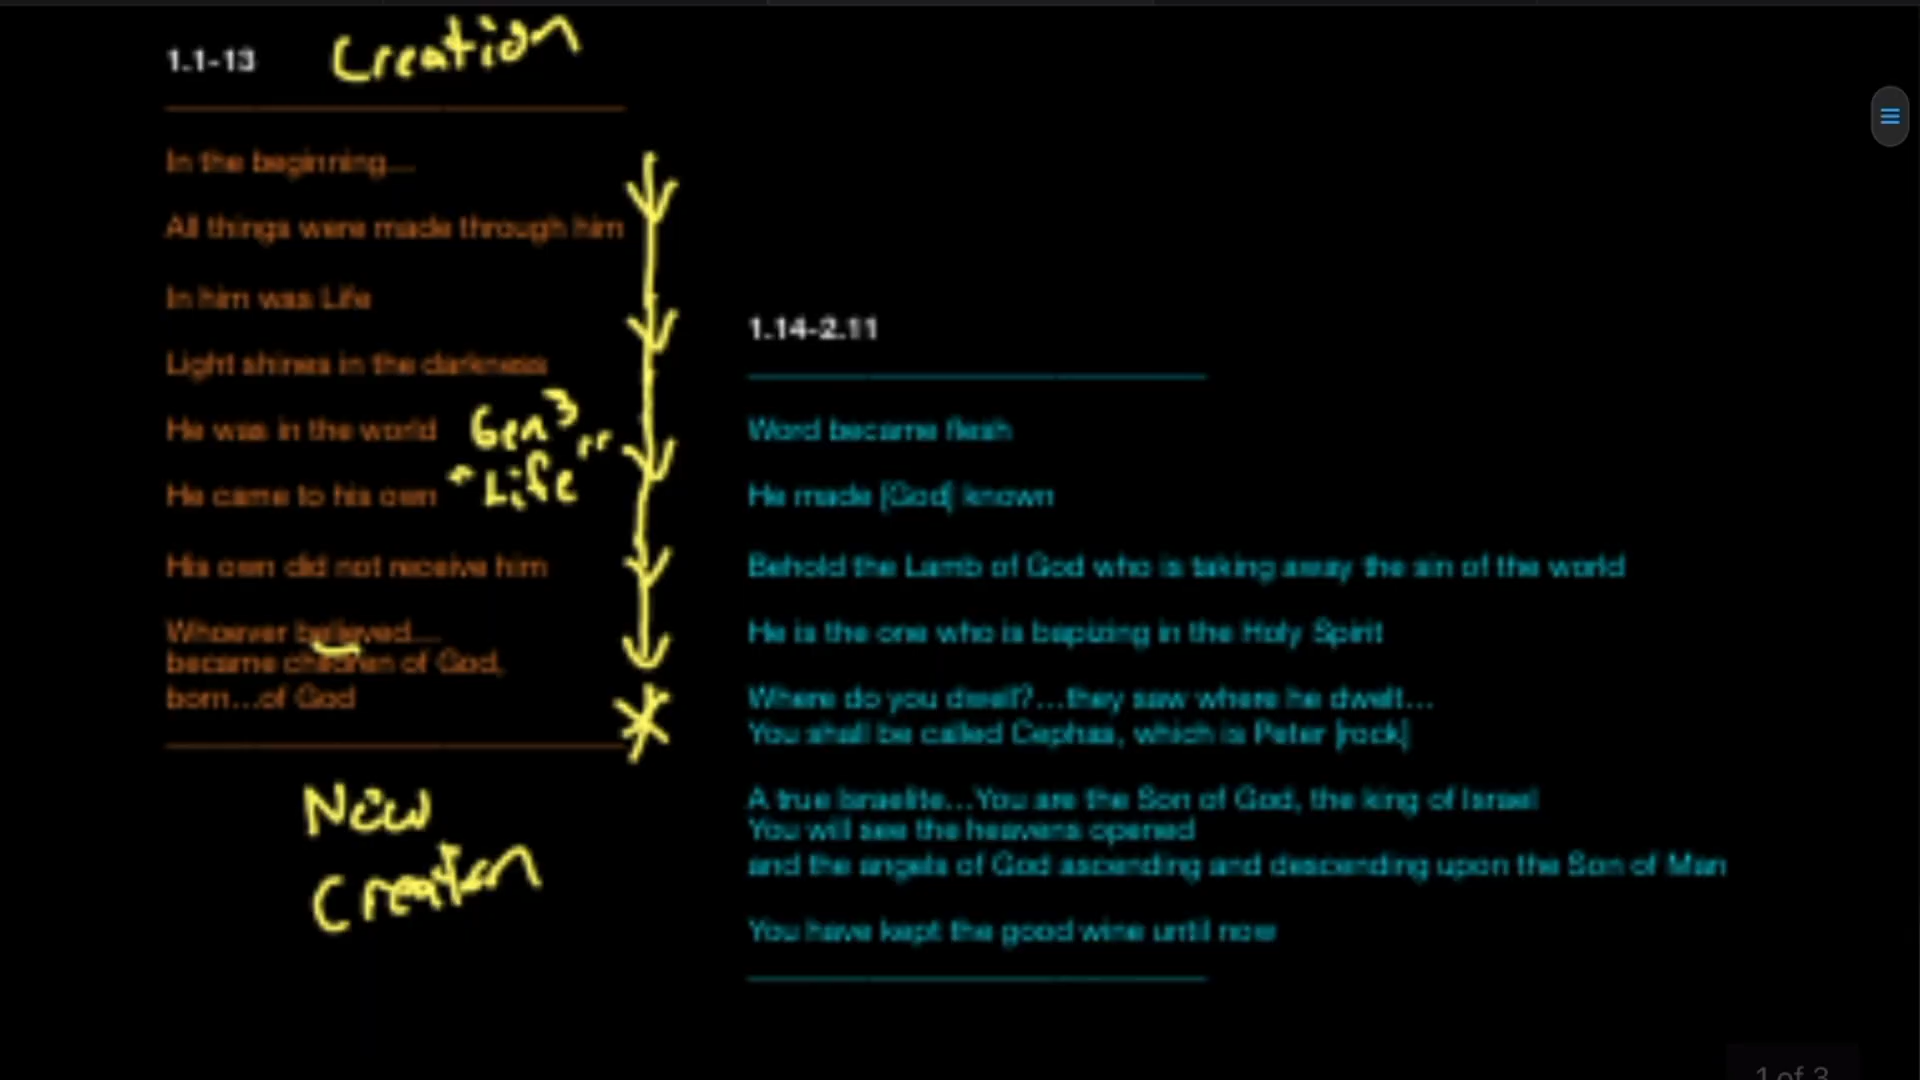 1.1-13 Creation
In the beginning....
All things were made through him
In him was Life
Light shines in the darkness
He was in the world
Gen 3
He came to his own
"Life"
His own did not receive him
Whoever believed....
became children of God,
born...of God
New
Creation
1.14-2.11
Word became flesh
He made [God] known
Behold the Lamb of God who is taking away the sin of the world
He is the one who is bapizing in the Holy Spirit
Where do you dwell?...they saw where he dwelt...
You shall be called Cephas, which is Peter [rock]
A true Israelite...You are the Son of God, the king of Israel
You will see the heavens opened
and the angels of God ascending and descending upon the Son of Man
You have kept the good wine until now
1 of 3